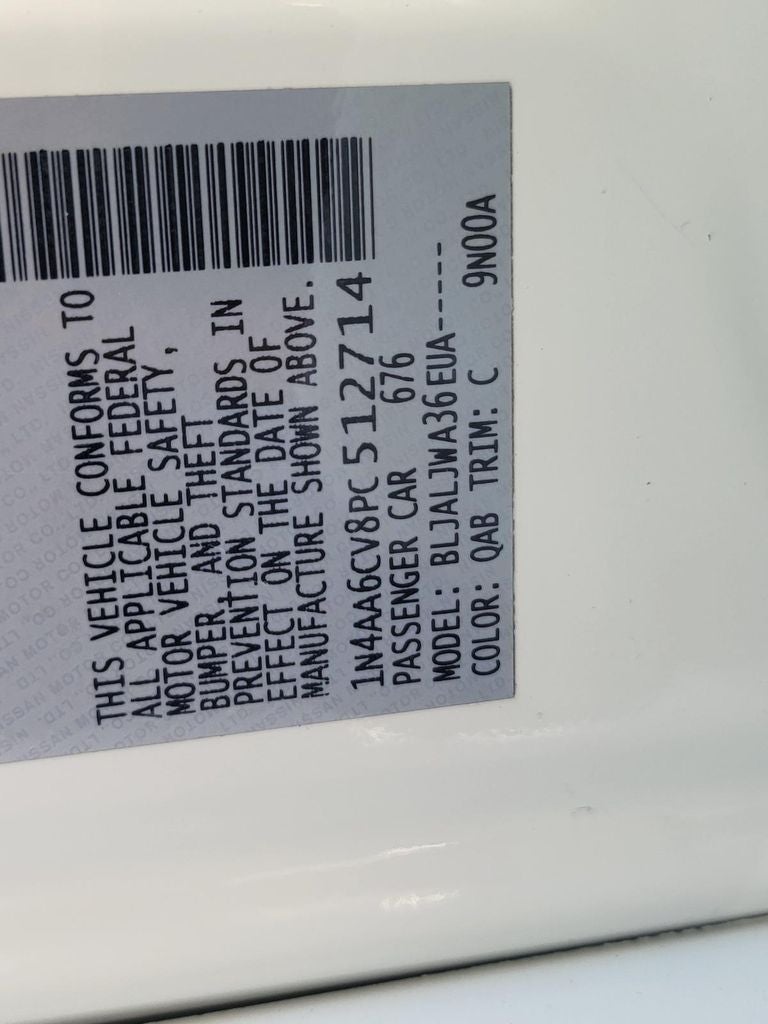 THIS VEHICLE CONFORMS TO
ALL APPLICABLE FEDERAL
MOTOR VEHICLE SAFETY,
BUMPER, AND THEFT
PREVENTION STANDARDS IN
EFFECT ON THE DATE OF
MANUFACTURE SHOWN ABOVE.
1N4AA6CV8PC512714
PASSENGER CAR 676
MODEL: BLJALJWA36EUA-----
COLOR: QAB TRIM: C 9N00A